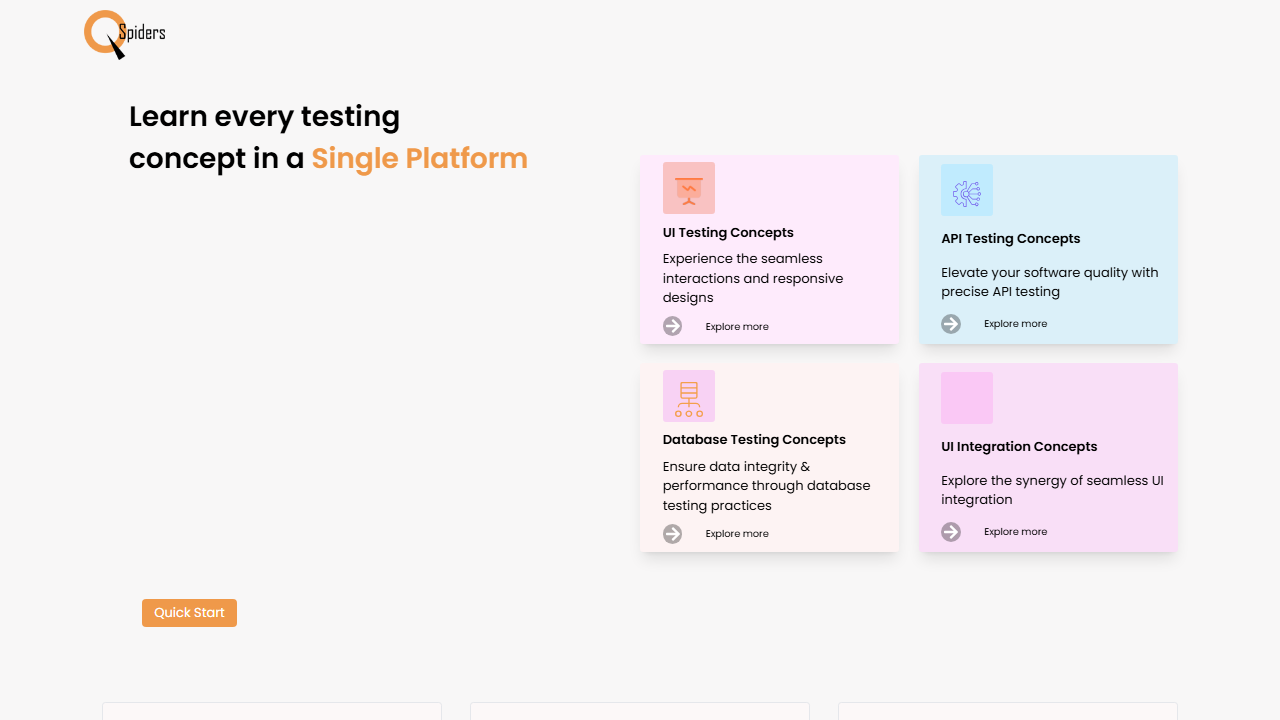 Spiders
Learn every testing
concept in a Single Platform
UI Testing Concepts
Experience the seamless
interactions and responsive
designs
Explore more
API Testing Concepts
Elevate your software quality with
precise API testing
Explore more
Database Testing Concepts
Ensure data integrity &
performance through database
testing practices
Explore more
UI Integration Concepts
Explore the synergy of seamless UI
integration
Explore more
Quick Start